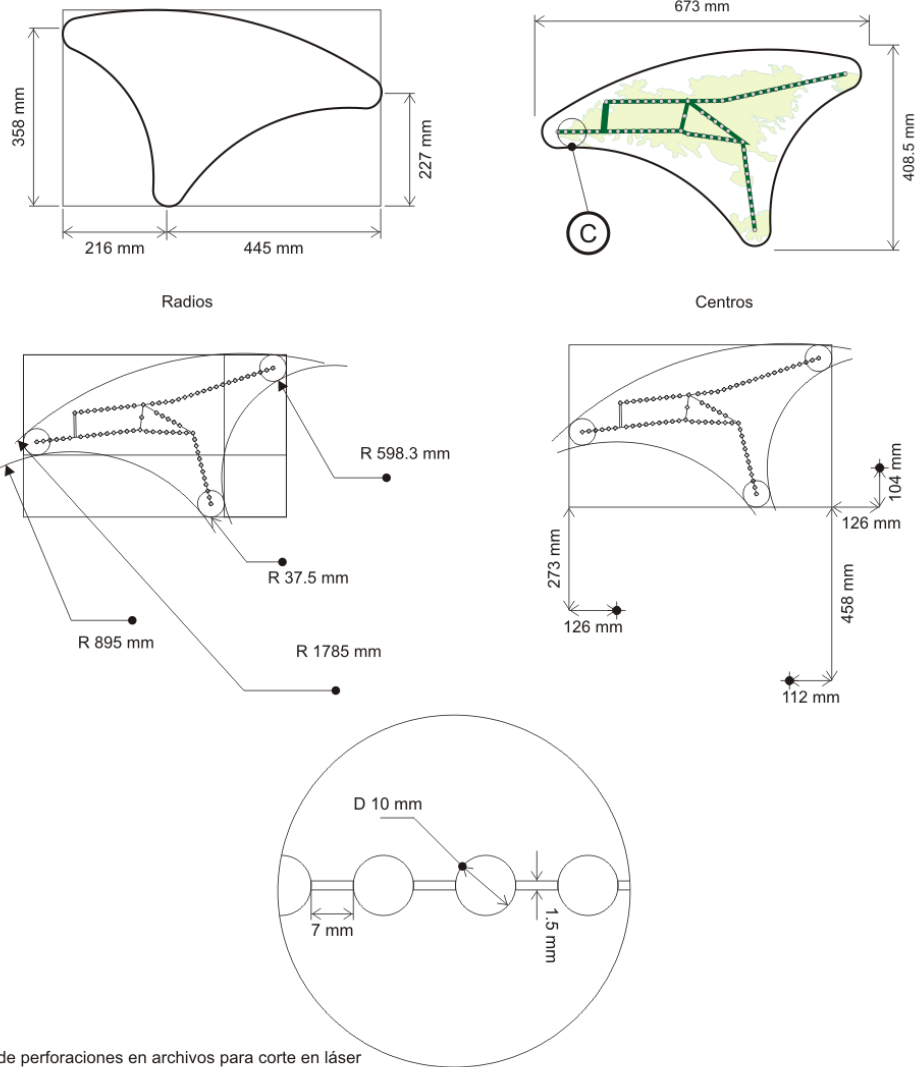 673 mm
358 mm
227 mm
408.5 mm
216 mm
445 mm
C
Radios
Centros
R 598.3 mm
104 mm
126 mm
R 37.5 mm
273 mm
458 mm
126 mm
R 895 mm
R 1785 mm
112 mm
D 10 mm
7 mm
1.5 mm
de perforaciones en archivos para corte en láser